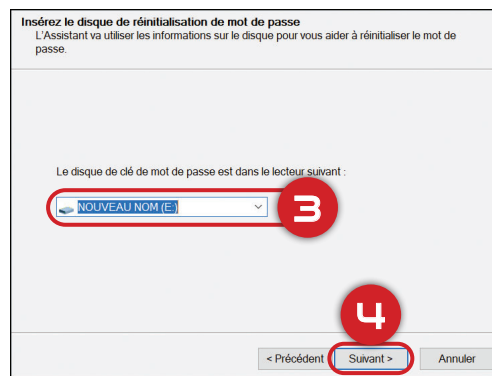 Insérez le disque de réinitialisation de mot de passe
L'Assistant va utiliser les informations sur le disque pour vous aider à réinitialiser le mot de
passe.
Le disque de clé de mot de passe est dans le lecteur suivant :
NOUVEAU NOM (E:)
3
4
< Précédent
Suivant >
Annuler